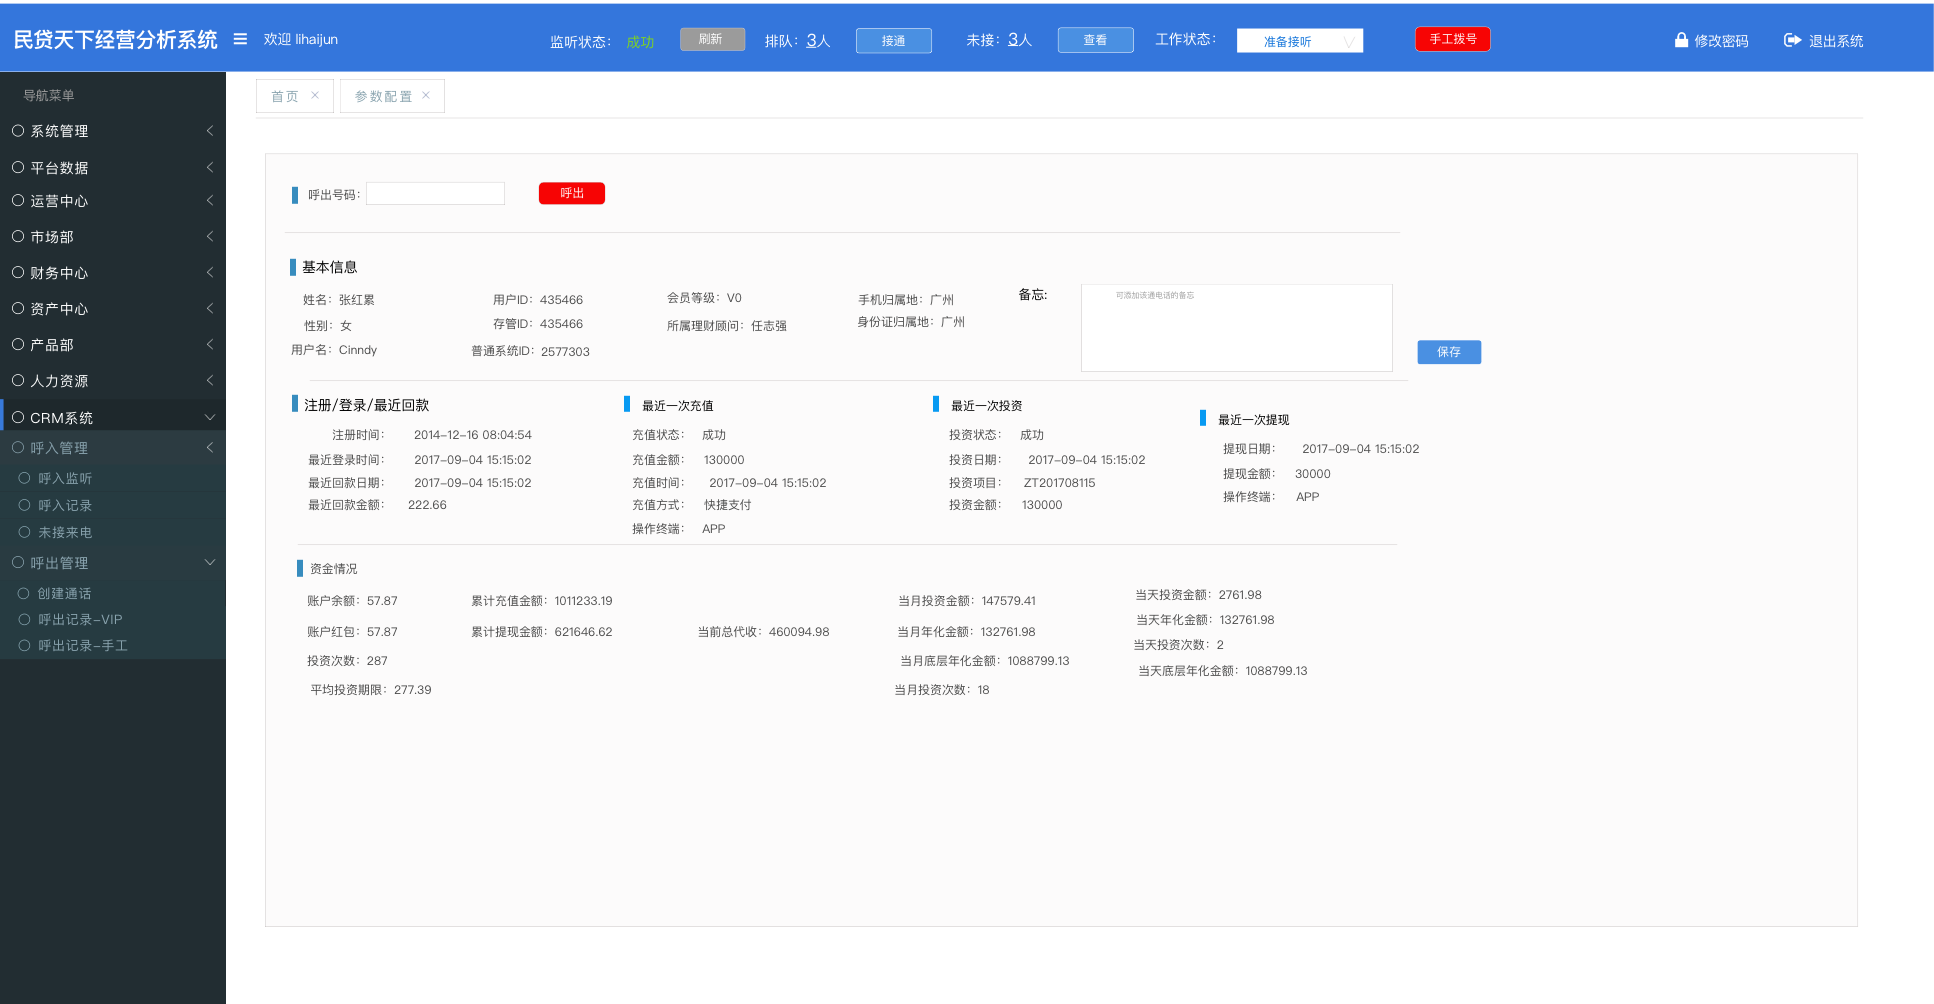 民贷天下经营分析系统 欢迎 lihaijun 监听状态： 成功 刷新 排队：3人 接通 未接：3人 查看 工作状态： 准备接听 手工拨号 修改密码 退出系统
导航菜单
系统管理
平台数据
运营中心
市场部
财务中心
资产中心
产品部
人力资源
CRM系统
呼入管理
呼入监听
呼入记录
未接来电
呼出管理
创建通话
呼出记录-VIP
呼出记录-手工
首页 × 参数配置 ×
呼出号码： 呼出
基本信息
姓名：张红累 用户ID：435466 会员等级：V0 手机归属地：广州 备忘: 可添加该通电话的备忘
性别：女 存管ID：435466 所属理财顾问：任志强 身份证归属地：广州
用户名：Cinndy 普通系统ID：2577303 保存
注册/登录/最近回款
注册时间： 2014-12-16 08:04:54
最近登录时间： 2017-09-04 15:15:02
最近回款日期： 2017-09-04 15:15:02
最近回款金额： 222.66
最近一次充值
充值状态： 成功
充值金额： 130000
充值时间： 2017-09-04 15:15:02
充值方式： 快捷支付
操作终端： APP
最近一次投资
投资状态： 成功
投资日期： 2017-09-04 15:15:02
投资项目： ZT201708115
投资金额： 130000
最近一次提现
提现日期： 2017-09-04 15:15:02
提现金额： 30000
操作终端： APP
资金情况
账户余额：57.87 累计充值金额：1011233.19 当月投资金额：147579.41 当天投资金额：2761.98
账户红包：57.87 累计提现金额：621646.62 当前总代收：460094.98 当月年化金额：132761.98 当天年化金额：132761.98
投资次数：287 当月底层年化金额：1088799.13 当天投资次数：2
平均投资期限：277.39 当月投资次数：18 当天底层年化金额：1088799.13